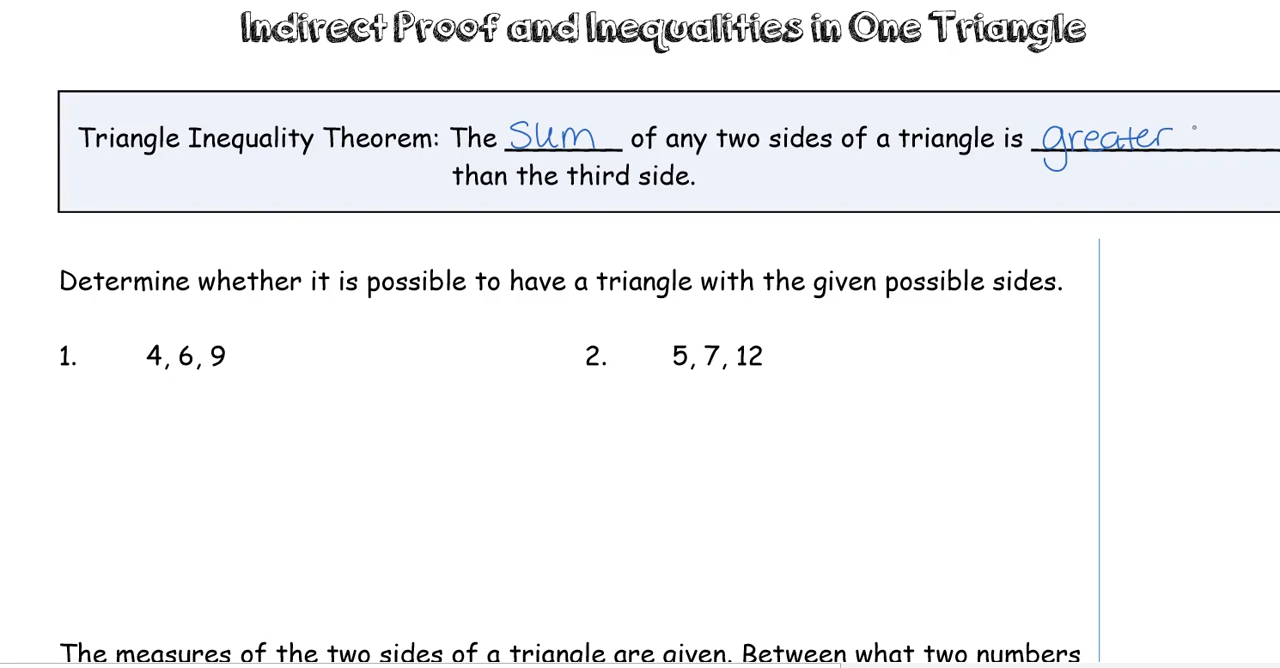 Indirect Proof and Inequalities in One Triangle
Triangle Inequality Theorem: The sum of any two sides of a triangle is greater
than the third side.
Determine whether it is possible to have a triangle with the given possible sides.
1. 4, 6, 9 2. 5, 7, 12
The measures of the two sides of a triangle are given. Between what two numbers